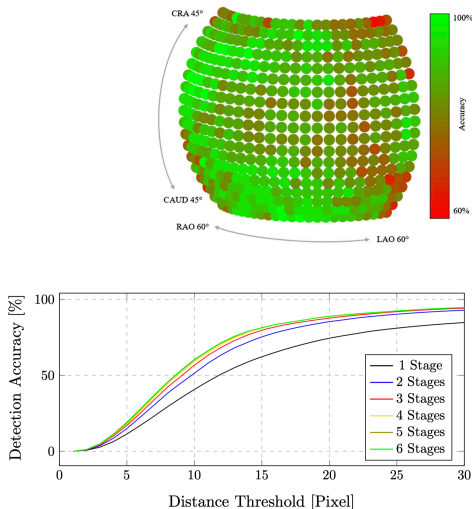 CRA 45°
100%
Accuracy
60%
CAUD 45°
RAO 60°
LAO 60°
Detection Accuracy [%]
100
50
0
0
5
10
15
20
25
30
1 Stage
2 Stages
3 Stages
4 Stages
5 Stages
6 Stages
Distance Threshold [Pixel]